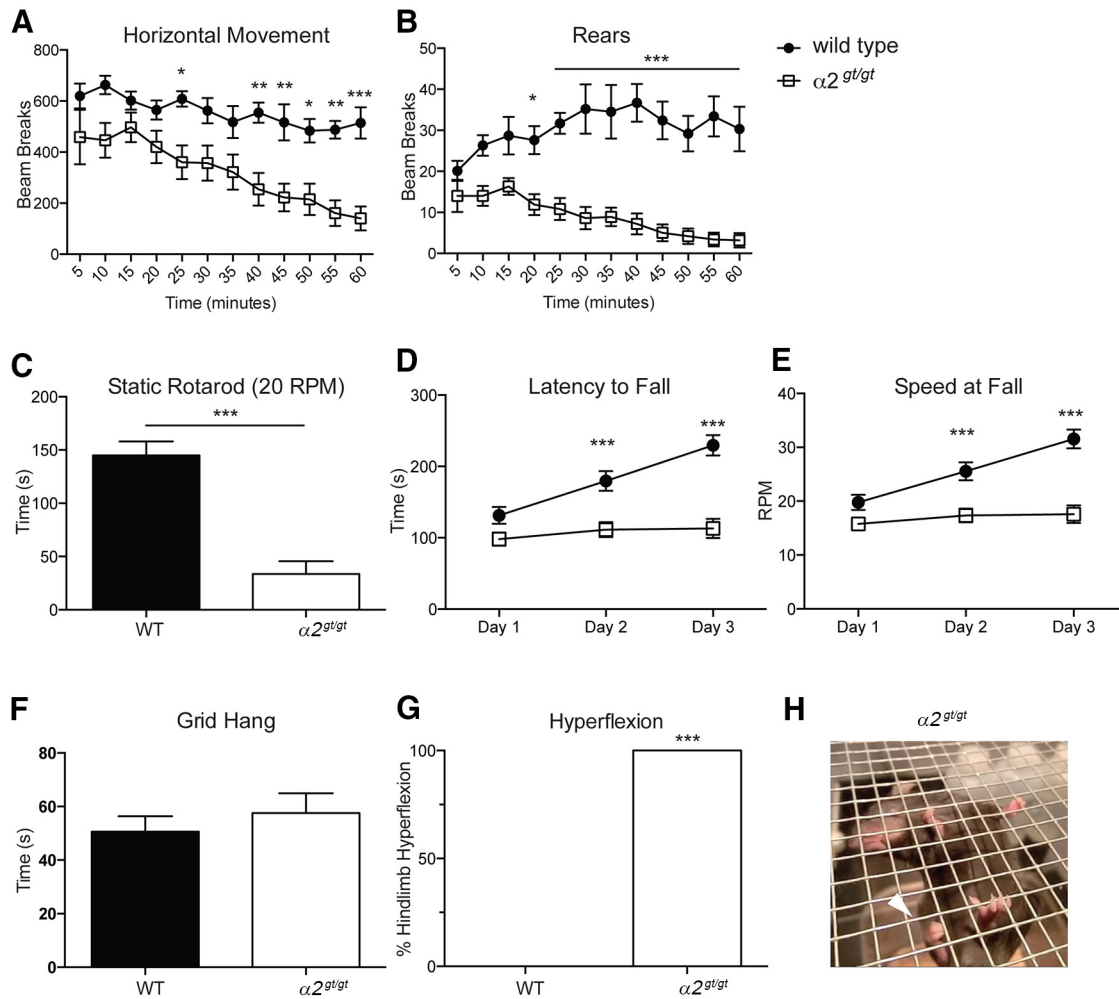 A
Horizontal Movement
Beam Breaks
800
600
400
200
0
*
**
**
*
**
***
5
10
15
20
25
30
35
40
45
50
55
60
Time (minutes)
B
Rears
Beam Breaks
50
40
30
20
10
0
*
***
5
10
15
20
25
30
35
40
45
50
55
60
Time (minutes)
wild type
α2 gt/gt
C
Static Rotarod (20 RPM)
Time (s)
200
150
100
50
0
***
WT
α2gt/gt
D
Latency to Fall
Time (s)
300
200
100
0
***
***
Day 1
Day 2
Day 3
E
Speed at Fall
RPM
40
30
20
10
0
***
***
Day 1
Day 2
Day 3
F
Grid Hang
Time (s)
80
60
40
20
0
WT
α2gt/gt
G
Hyperflexion
% Hindlimb Hyperflexion
100
50
0
***
WT
α2gt/gt
H
α2gt/gt